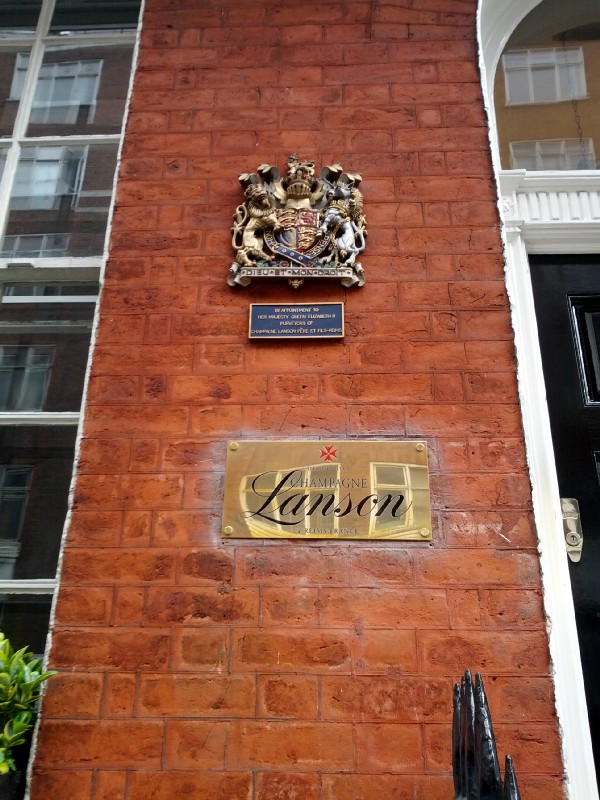 DIEU ET MON DROIT
BY APPOINTMENT TO
HER MAJESTY QUEEN ELIZABETH II
PURVEYORS OF
CHAMPAGNE LANSON PÈRE ET FILS-REIMS
CHAMPAGNE
Lanson
REIMS FRANCE